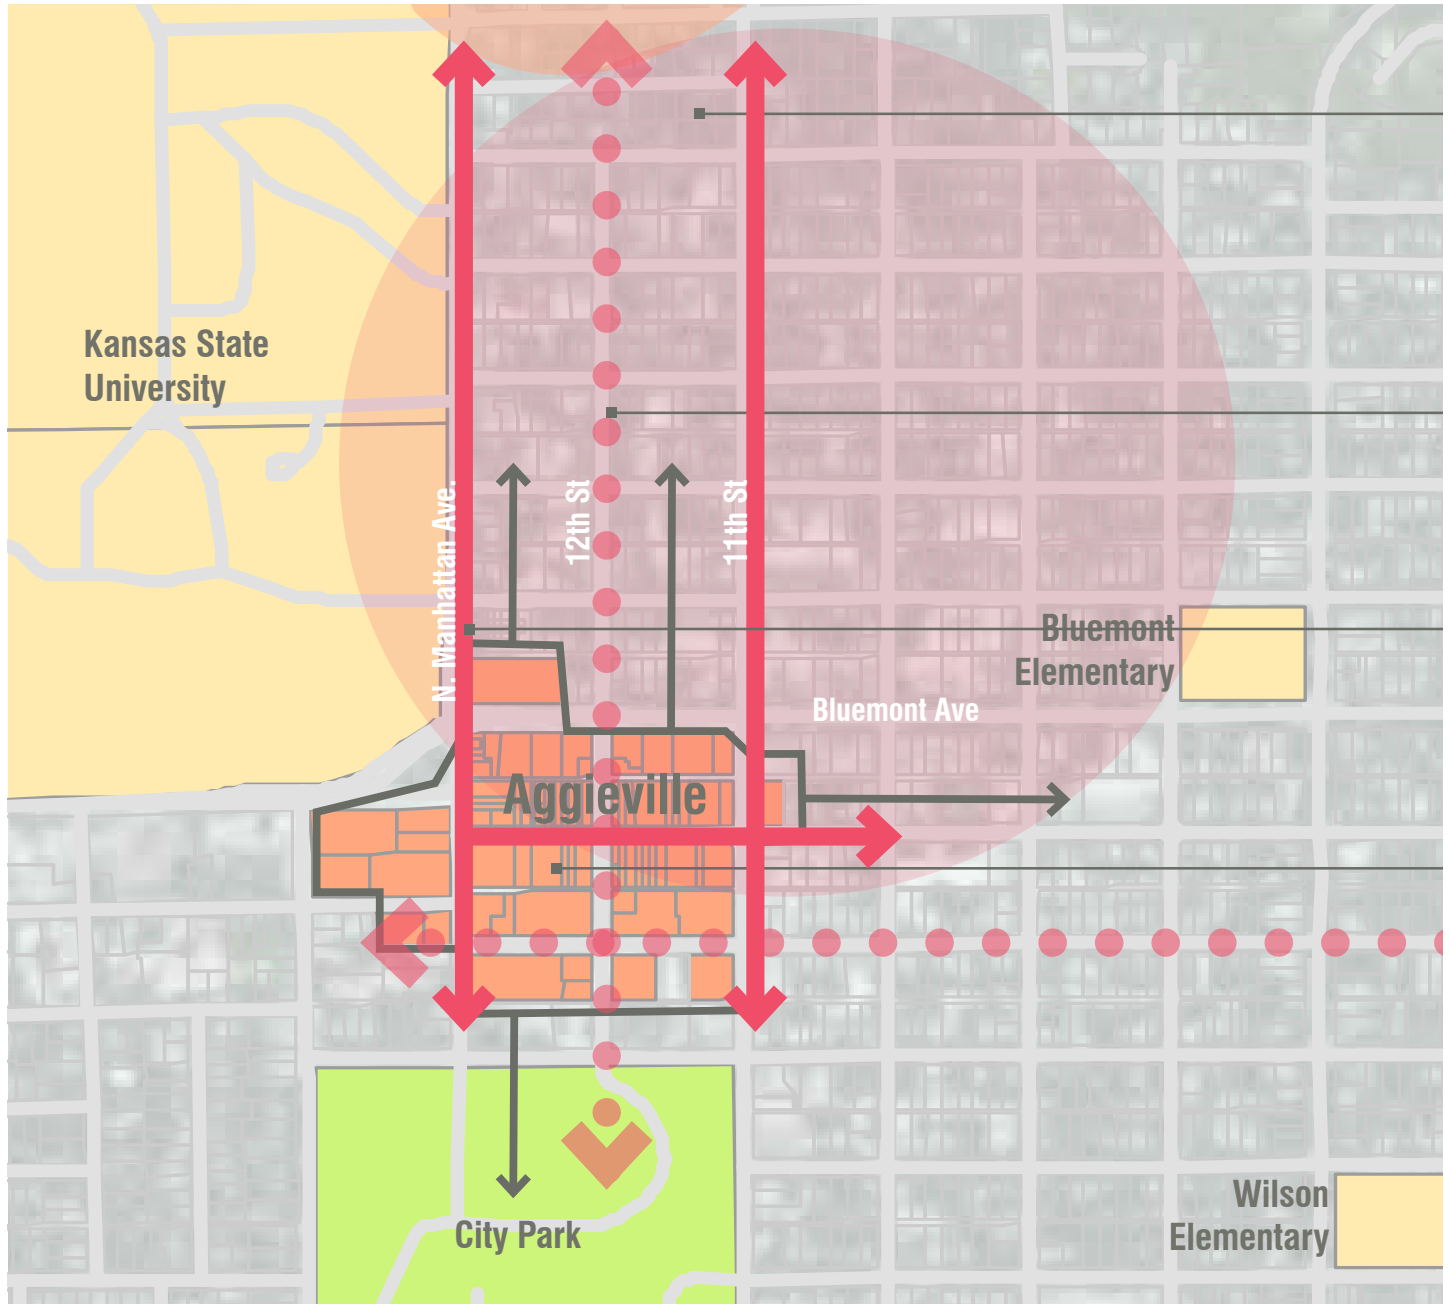 Kansas State
University
N. Manhattan Ave.
12th St
11th St
Bluemont
Elementary
Bluemont Ave
Aggieville
City Park
Wilson
Elementary